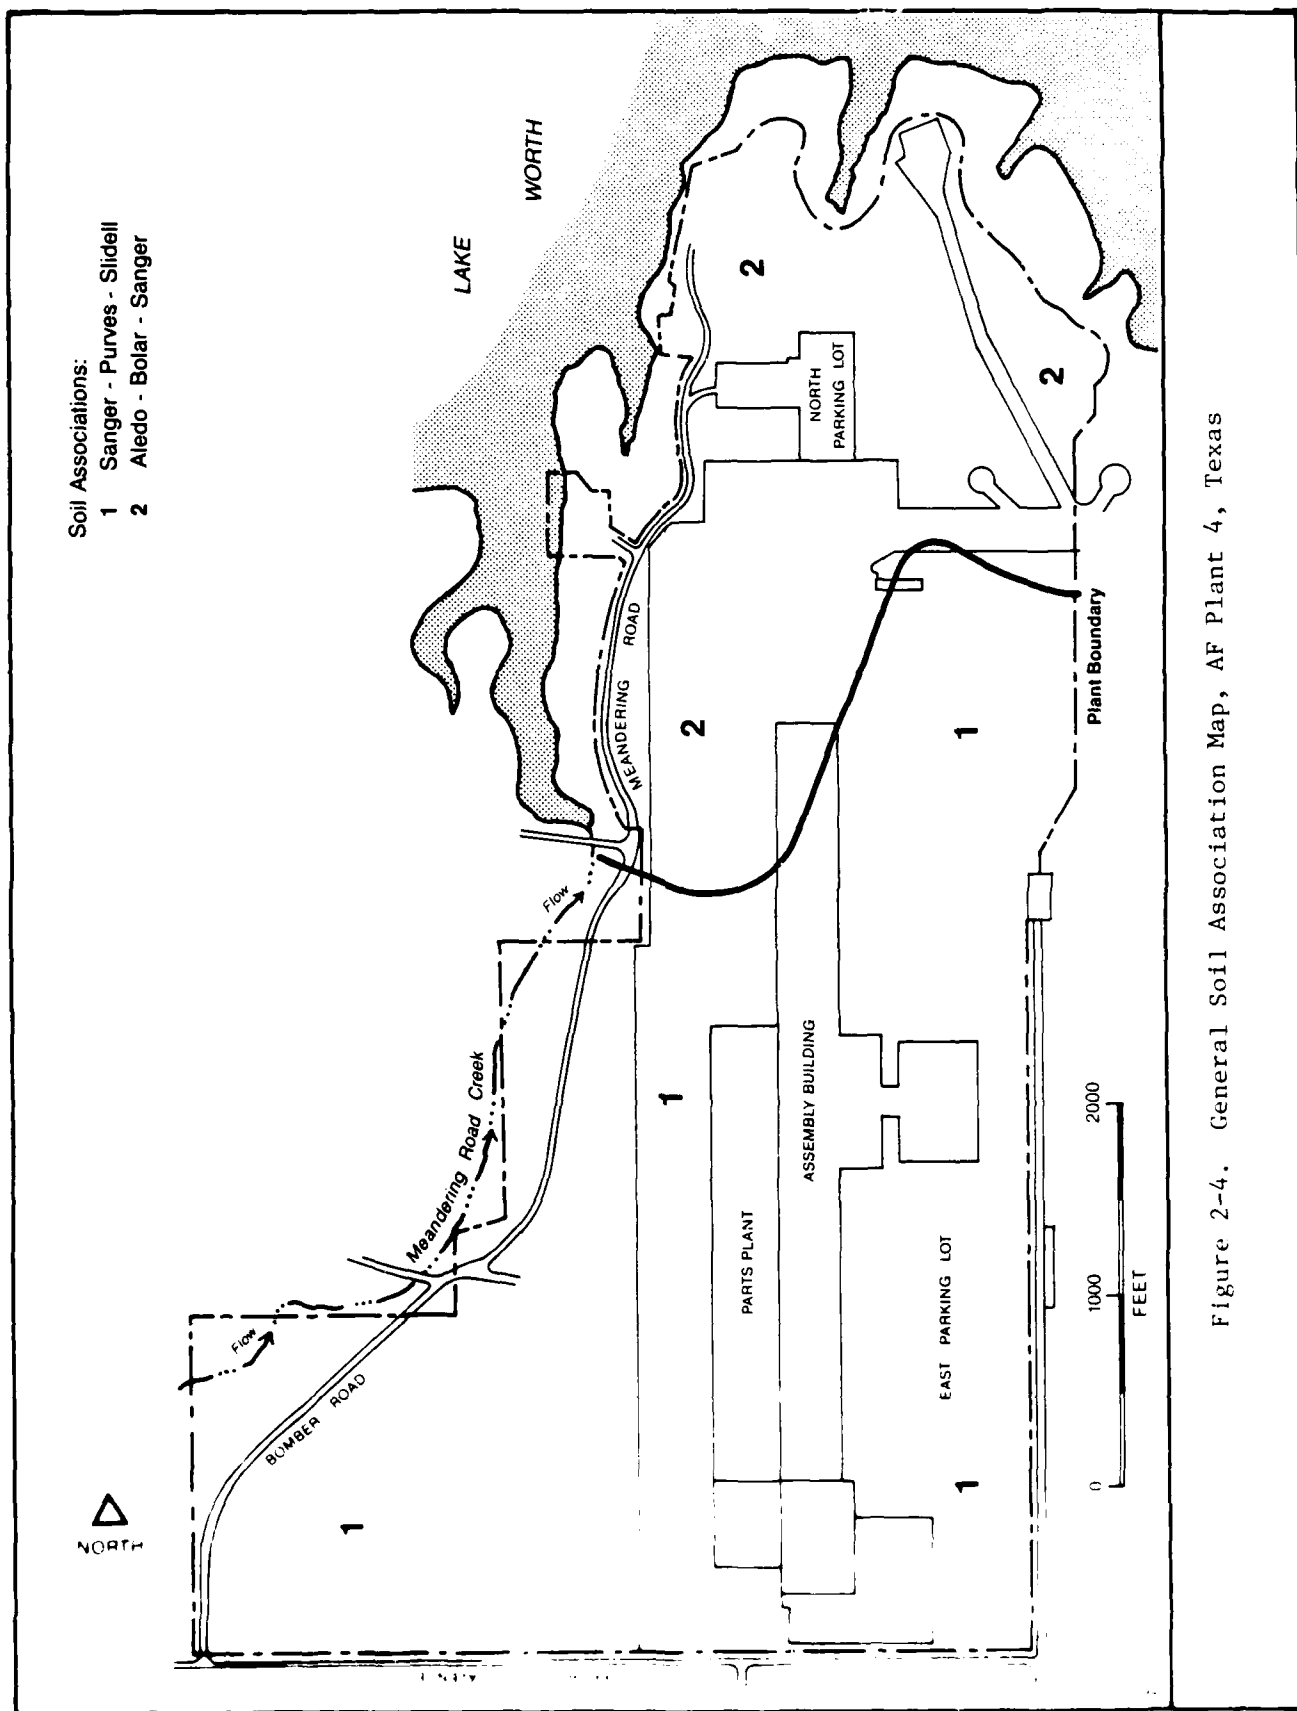 Soil Associations:
1 Sanger - Purves - Slidell
2 Aledo - Bolar - Sanger
LAKE
WORTH
NORTH
Flow
Meandering Road Creek
Flow
BOMBER ROAD
MEANDERING ROAD
2
NORTH
PARKING LOT
2
2
1
1
1
1
PARTS PLANT
ASSEMBLY BUILDING
EAST PARKING LOT
Plant Boundary
0 1000 2000
FEET
Figure 2-4. General Soil Association Map, AF Plant 4, Texas